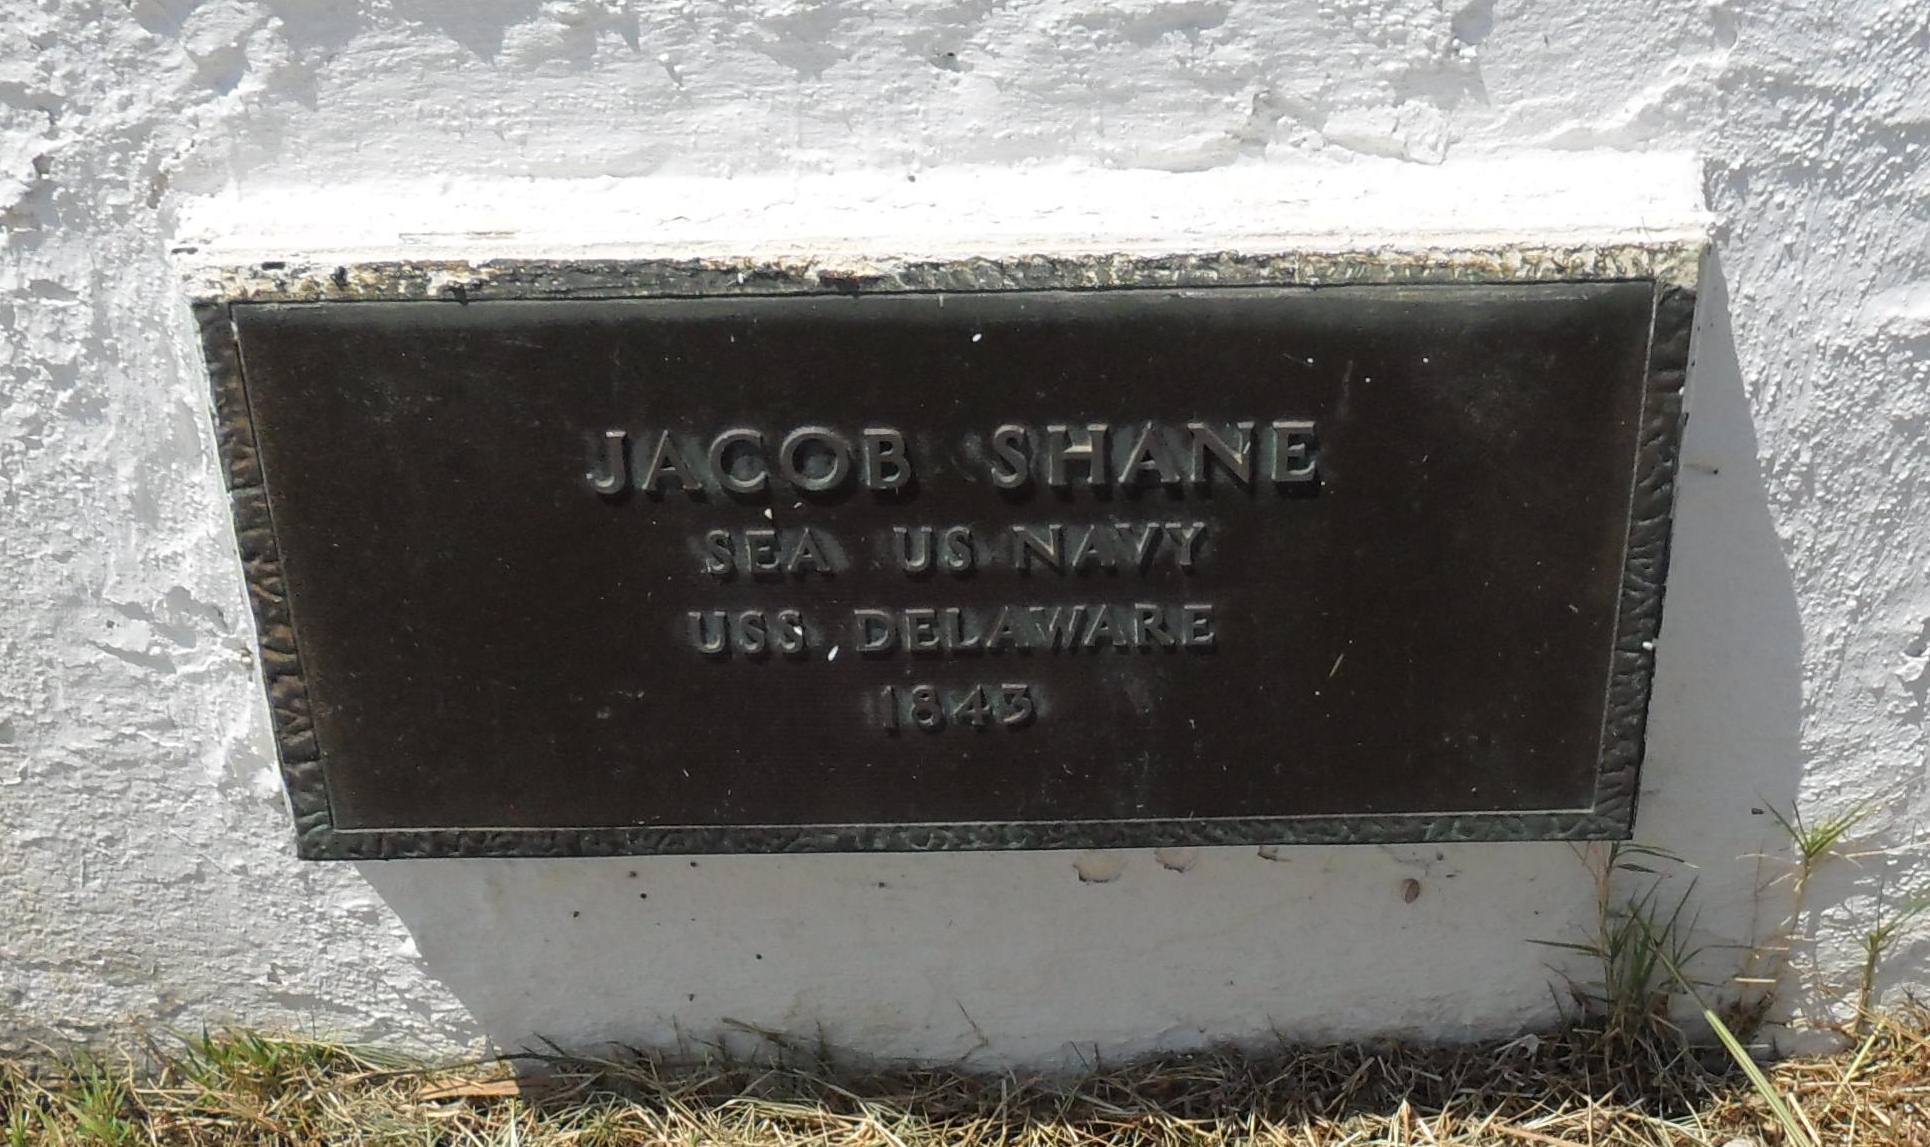 JACOB SHANE
SEA US NAVY
USS DELAWARE
1843